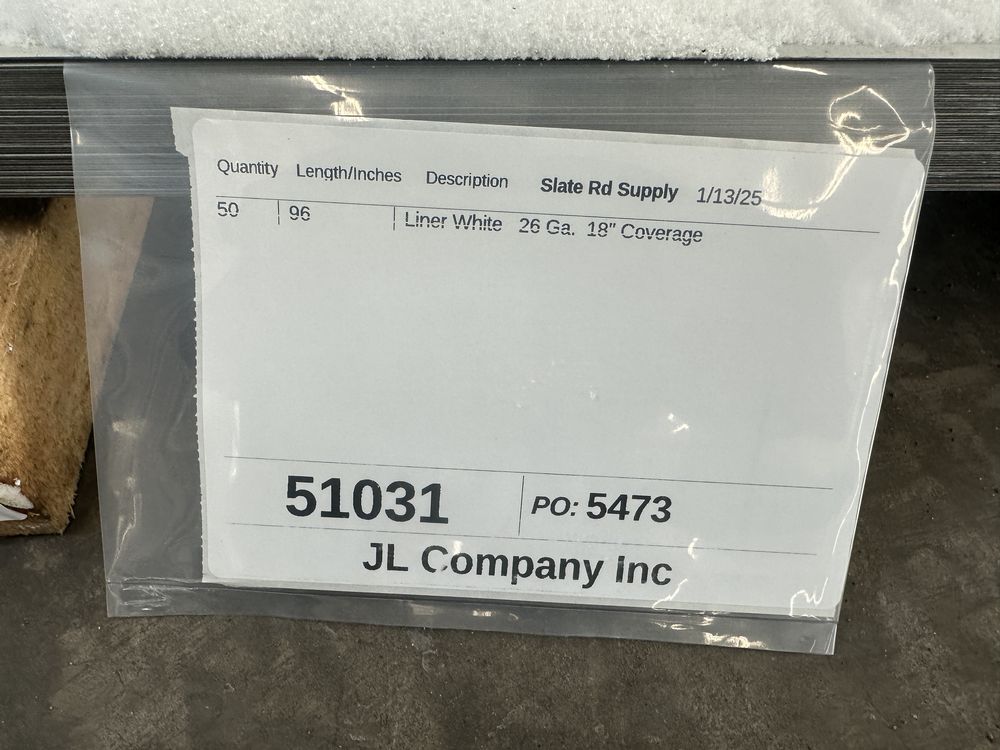 Quantity Length/Inches Description Slate Rd Supply 1/13/25
50 96 Liner White 26 Ga. 18" Coverage
51031 PO: 5473
JL Company Inc